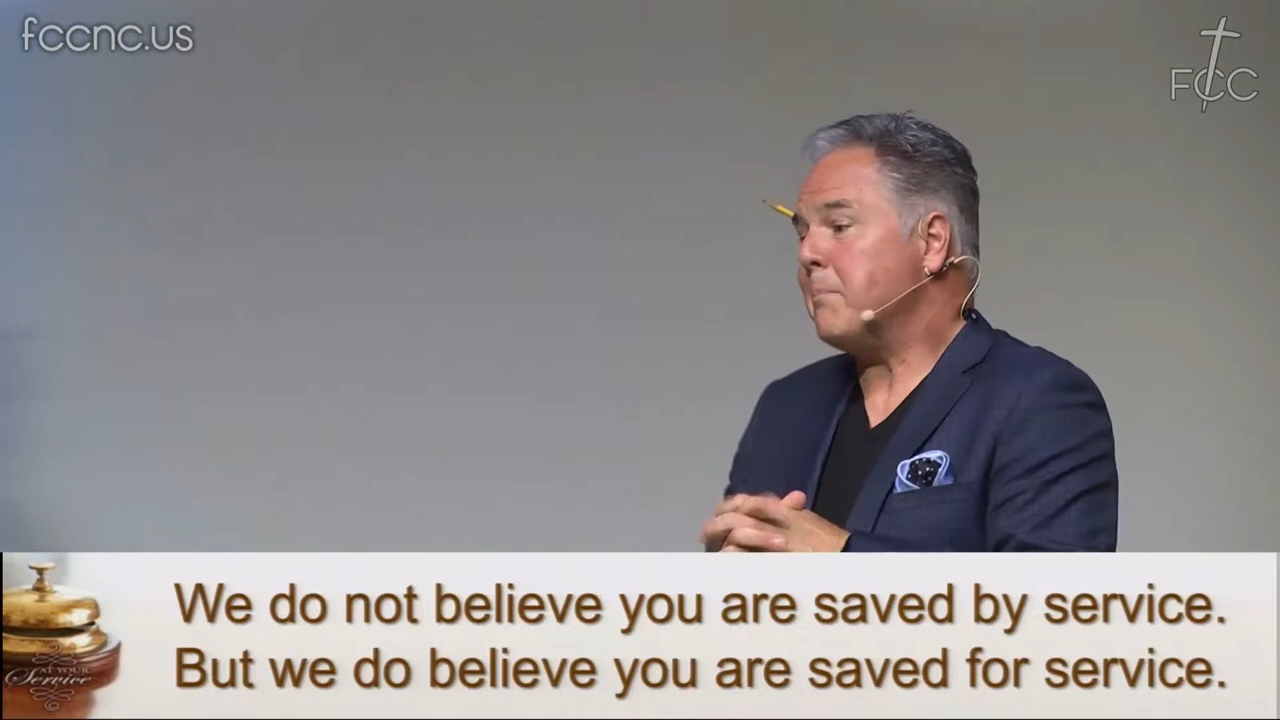 fccnc.us
FCC
We do not believe you are saved by service.
But we do believe you are saved for service.
AT YOUR
Service